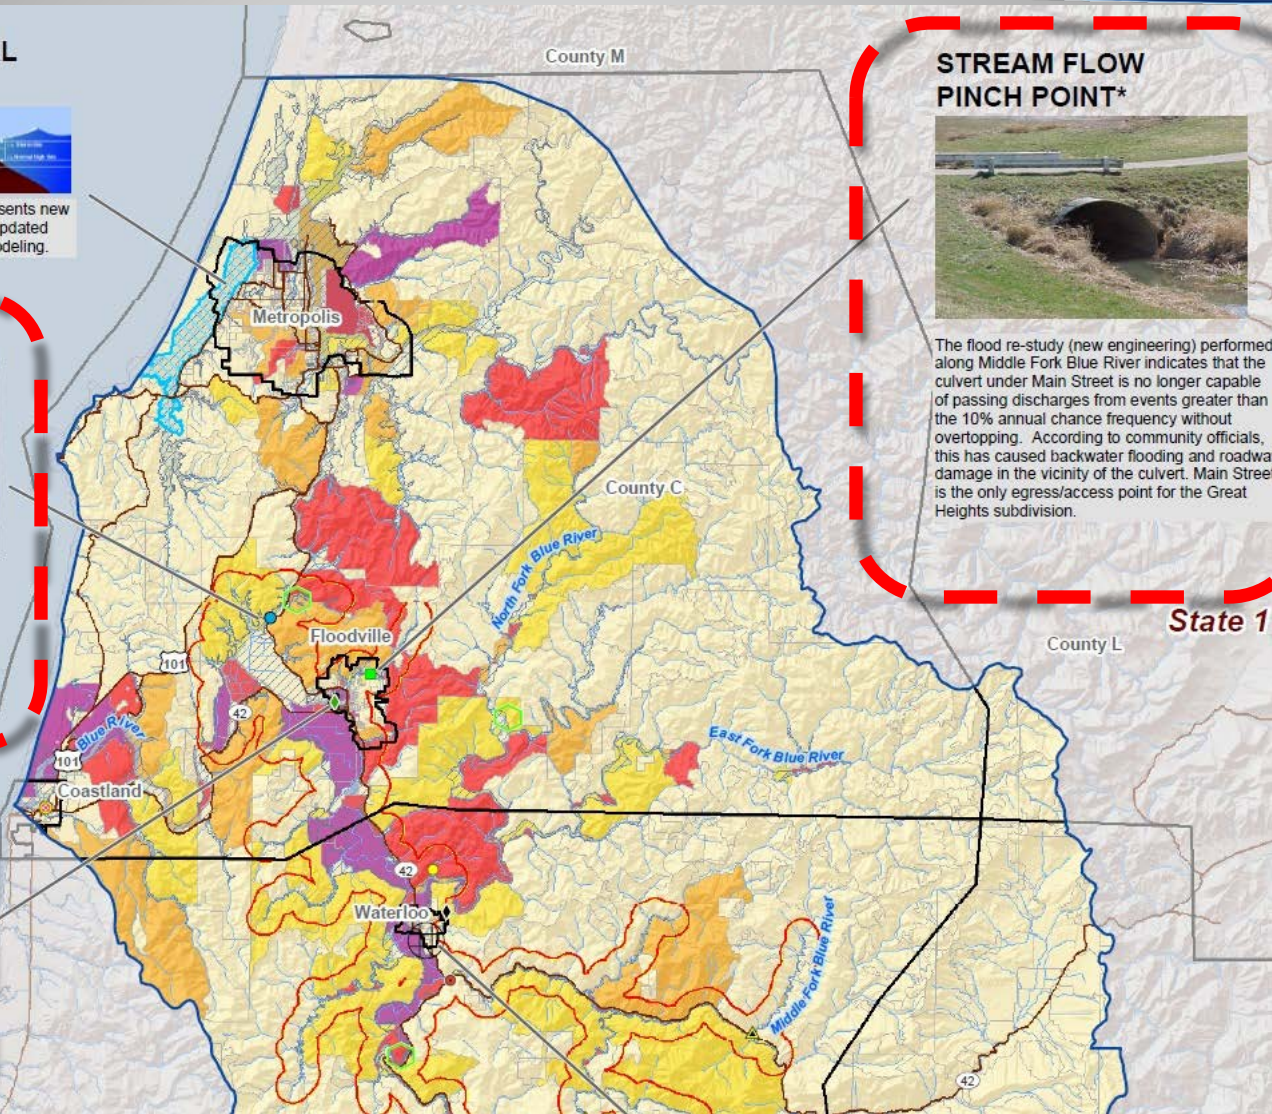 L
sents new
pdated
odeling.
County M
STREAM FLOW
PINCH POINT*
The flood re-study (new engineering) performed
along Middle Fork Blue River indicates that the
culvert under Main Street is no longer capable
of passing discharges from events greater than
the 10% annual chance frequency without
overtopping. According to community officials,
this has caused backwater flooding and roadwa
damage in the vicinity of the culvert. Main Street
is the only egress/access point for the Great
Heights subdivision.
Metropolis
County C
North Fork Blue River
State 1
Floodville
County L
101
42
Blue River
East Fork Blue River
101
Coastland
42
Waterloo
Middle Fork Blue River
42